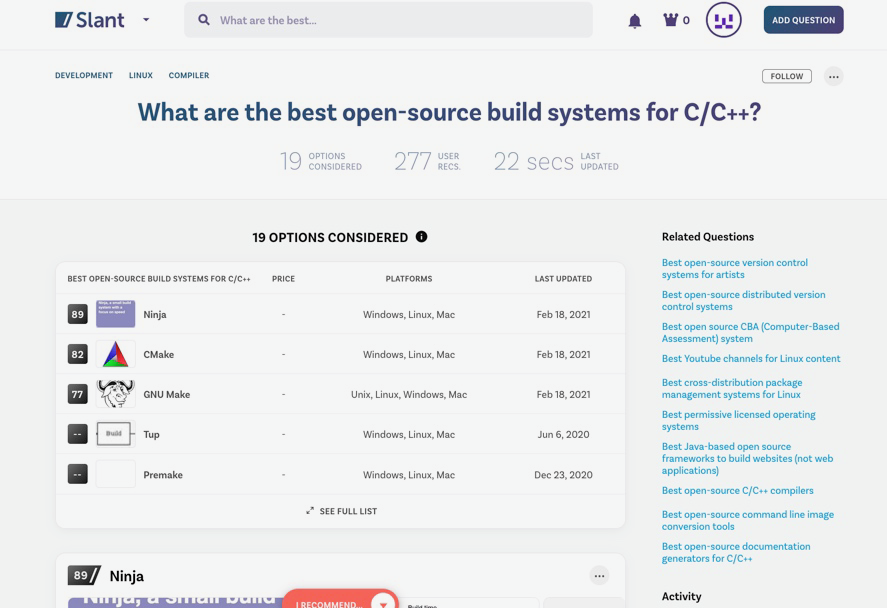 Slant
What are the best...
0
ADD QUESTION
DEVELOPMENT LINUX COMPILER
FOLLOW
What are the best open-source build systems for C/C++?
19 OPTIONS CONSIDERED
277 USER RECS.
22 secs LAST UPDATED
19 OPTIONS CONSIDERED
BEST OPEN-SOURCE BUILD SYSTEMS FOR C/C++ PRICE PLATFORMS LAST UPDATED
89 Ninja - Windows, Linux, Mac Feb 18, 2021
82 CMake - Windows, Linux, Mac Feb 18, 2021
77 GNU Make - Unix, Linux, Windows, Mac Feb 18, 2021
-- Build Tup - Windows, Linux, Mac Jun 6, 2020
-- Premake - Windows, Linux, Mac Dec 23, 2020
SEE FULL LIST
89 Ninja
Ninja, a small build
I RECOMMEND...
Build time
Related Questions
Best open-source version control
systems for artists
Best open-source distributed version
control systems
Best open source CBA (Computer-Based
Assessment) system
Best Youtube channels for Linux content
Best cross-distribution package
management systems for Linux
Best permissive licensed operating
systems
Best Java-based open source
frameworks to build websites (not web
applications)
Best open-source C/C++ compilers
Best open-source command line image
conversion tools
Best open-source documentation
generators for C/C++
Activity